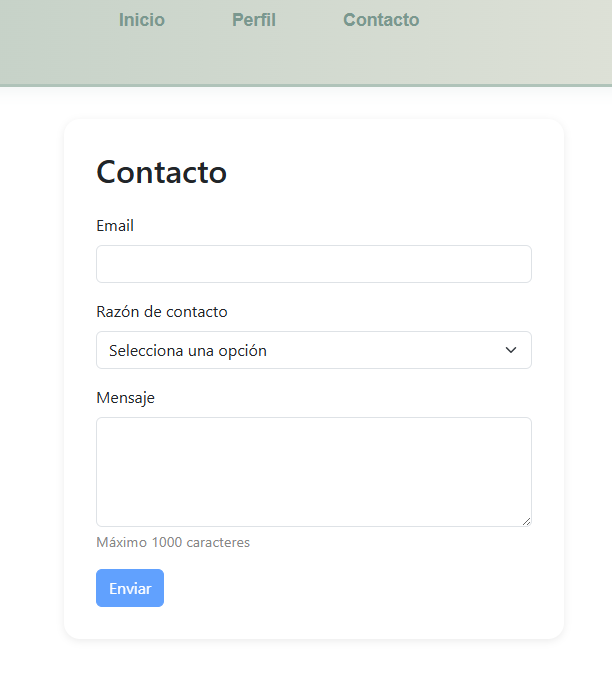 Inicio Perfil Contacto
Contacto
Email
Razón de contacto
Selecciona una opción
Mensaje
Máximo 1000 caracteres
Enviar